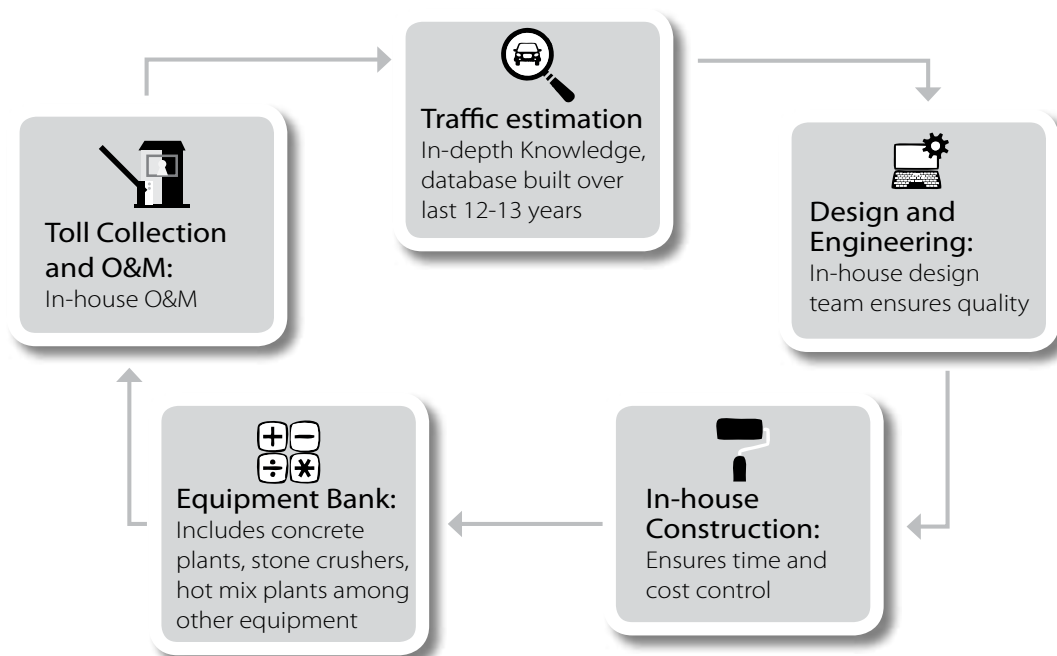 Traffic estimation
In-depth Knowledge,
database built over
last 12-13 years
Design and
Engineering:
In-house design
team ensures quality
In-house
Construction:
Ensures time and
cost control
Equipment Bank:
Includes concrete
plants, stone crushers,
hot mix plants among
other equipment
Toll Collection
and O&M:
In-house O&M